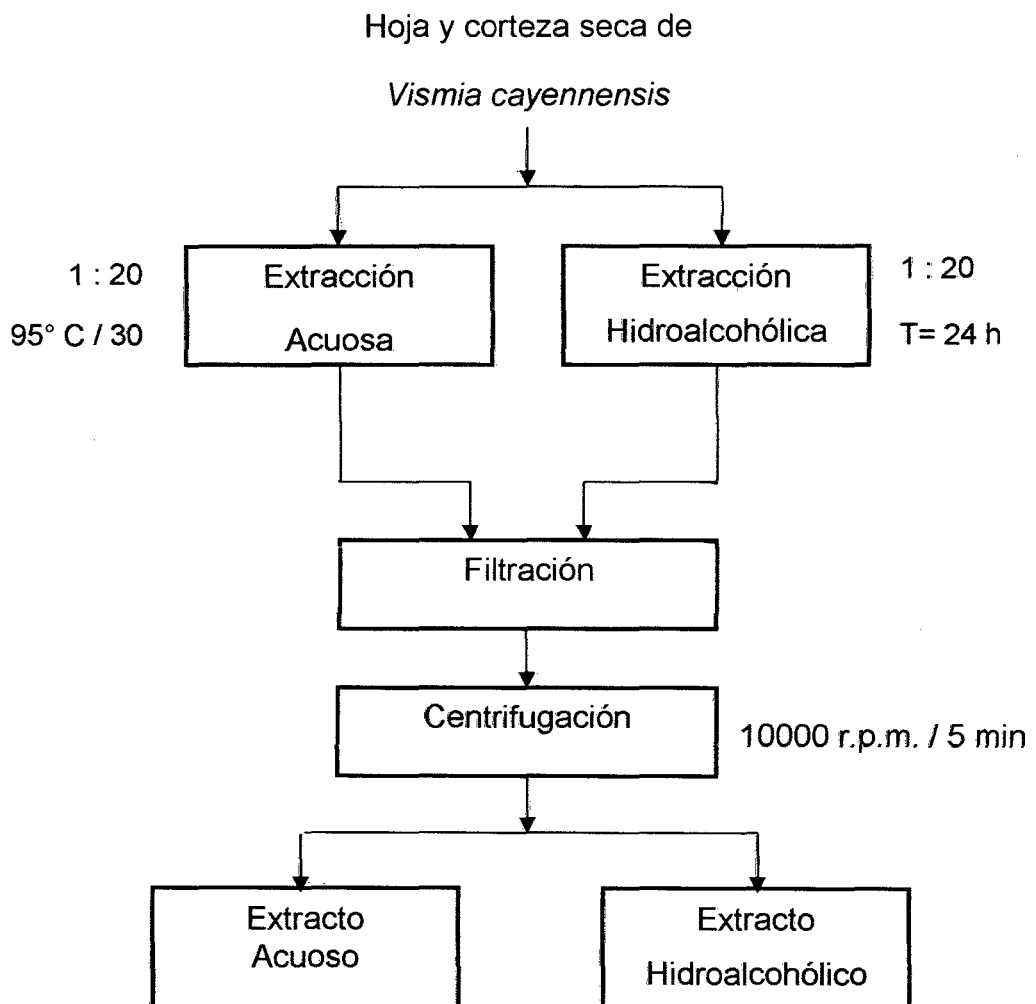 Hoja y corteza seca de
Vismia cayennensis
1 : 20
95° C / 30
Extracción
Acuosa
Extracción
Hidroalcohólica
1 : 20
T= 24 h
Filtración
Centrifugación
10000 r.p.m. / 5 min
Extracto
Acuoso
Extracto
Hidroalcohólico